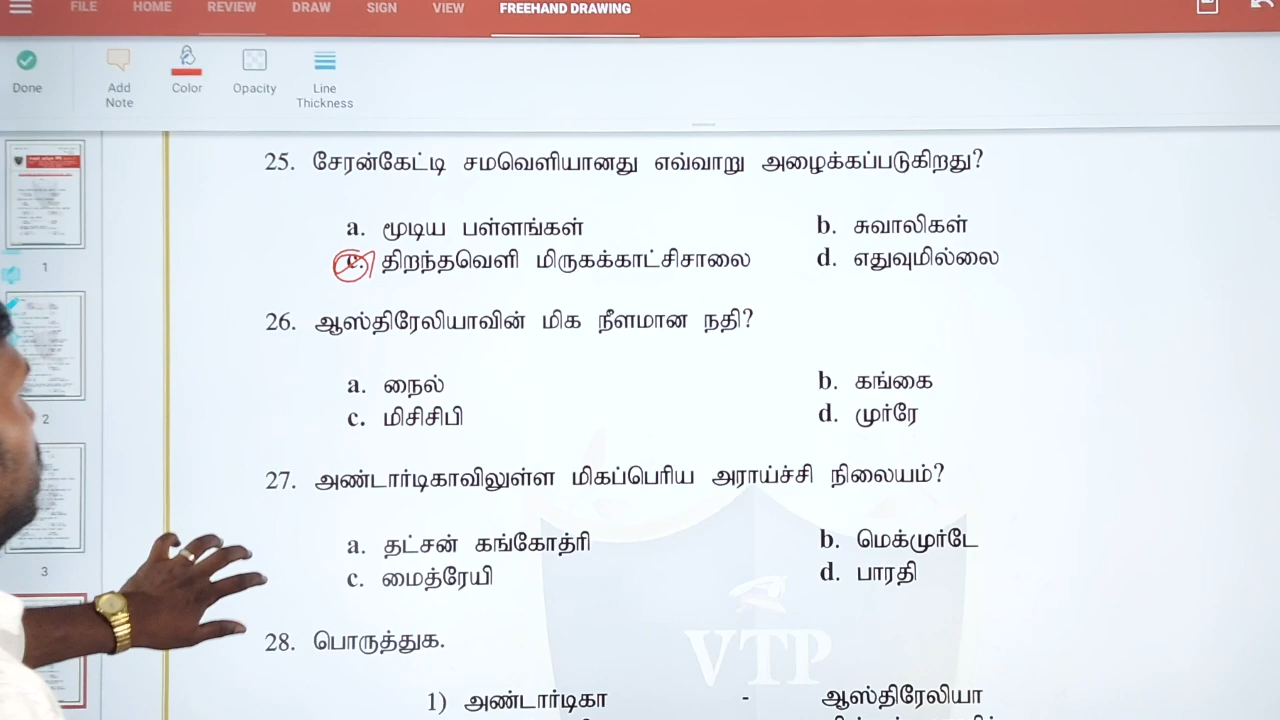 FILE HOME REVIEW DRAW SIGN VIEW FREEHAND DRAWING
Done Add Note Color Opacity Line Thickness
25. சேரன்கேட்டி சமவெளியானது எவ்வாறு அழைக்கப்படுகிறது?
a. மூடிய பள்ளங்கள் b. சுவாலிகள்
c. திறந்தவெளி மிருகக்காட்சிசாலை d. எதுவுமில்லை
1
26. ஆஸ்திரேலியாவின் மிக நீளமான நதி?
a. நைல் b. கங்கை
c. மிசிசிபி d. முர்ரே
2
27. அண்டார்டிகாவிலுள்ள மிகப்பெரிய அராய்ச்சி நிலையம்?
a. தட்சன் கங்கோத்ரி b. மெக்முர்டே
c. மைத்ரேயி d. பாரதி
3
28. பொருத்துக.
VTP
1) அண்டார்டிகா - ஆஸ்திரேலியா